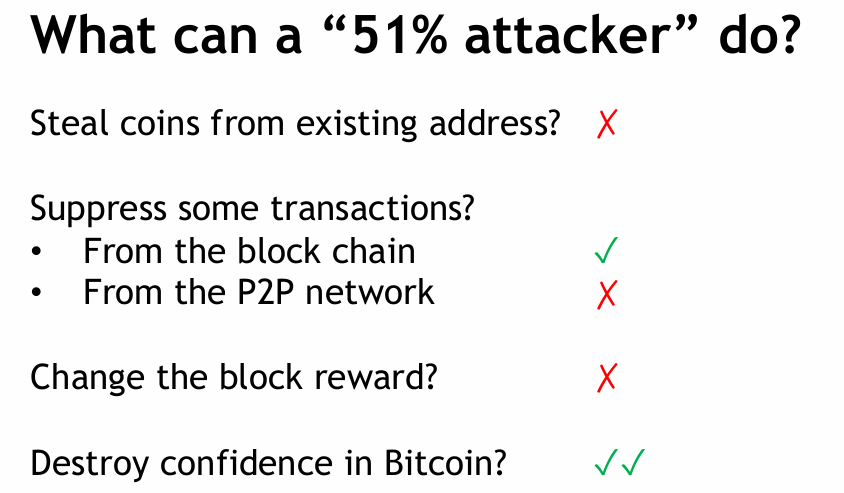 What can a “51% attacker” do?
Steal coins from existing address? ✗
Suppress some transactions?
• From the block chain ✓
• From the P2P network ✗
Change the block reward? ✗
Destroy confidence in Bitcoin? ✓✓